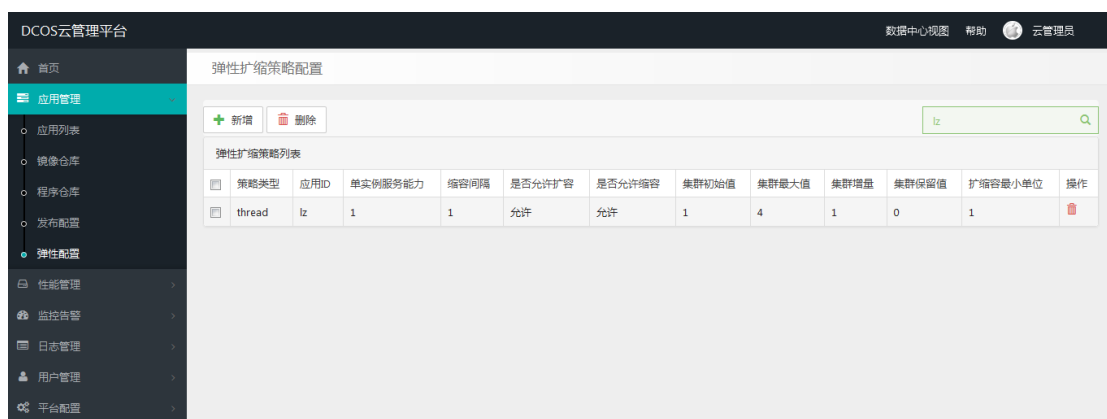 DCOS云管理平台 数据中心视图 帮助 云管理员
首页
应用管理
应用列表
镜像仓库
程序仓库
发布配置
弹性配置
性能管理
监控告警
日志管理
用户管理
平台配置
弹性扩缩策略配置
新增 删除 lz
弹性扩缩策略列表
策略类型 应用ID 单实例服务能力 缩容间隔 是否允许扩容 是否允许缩容 集群初始值 集群最大值 集群增量 集群保留值 扩缩容最小单位 操作
thread lz 1 1 允许 允许 1 4 1 0 1